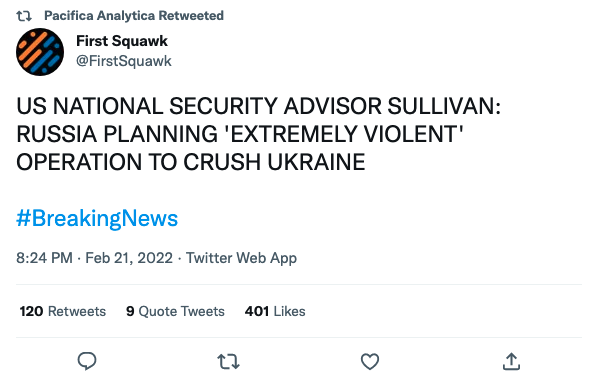 Pacifica Analytica Retweeted
First Squawk
@FirstSquawk
US NATIONAL SECURITY ADVISOR SULLIVAN:
RUSSIA PLANNING 'EXTREMELY VIOLENT'
OPERATION TO CRUSH UKRAINE
#BreakingNews
8:24 PM · Feb 21, 2022 · Twitter Web App
120 Retweets 9 Quote Tweets 401 Likes